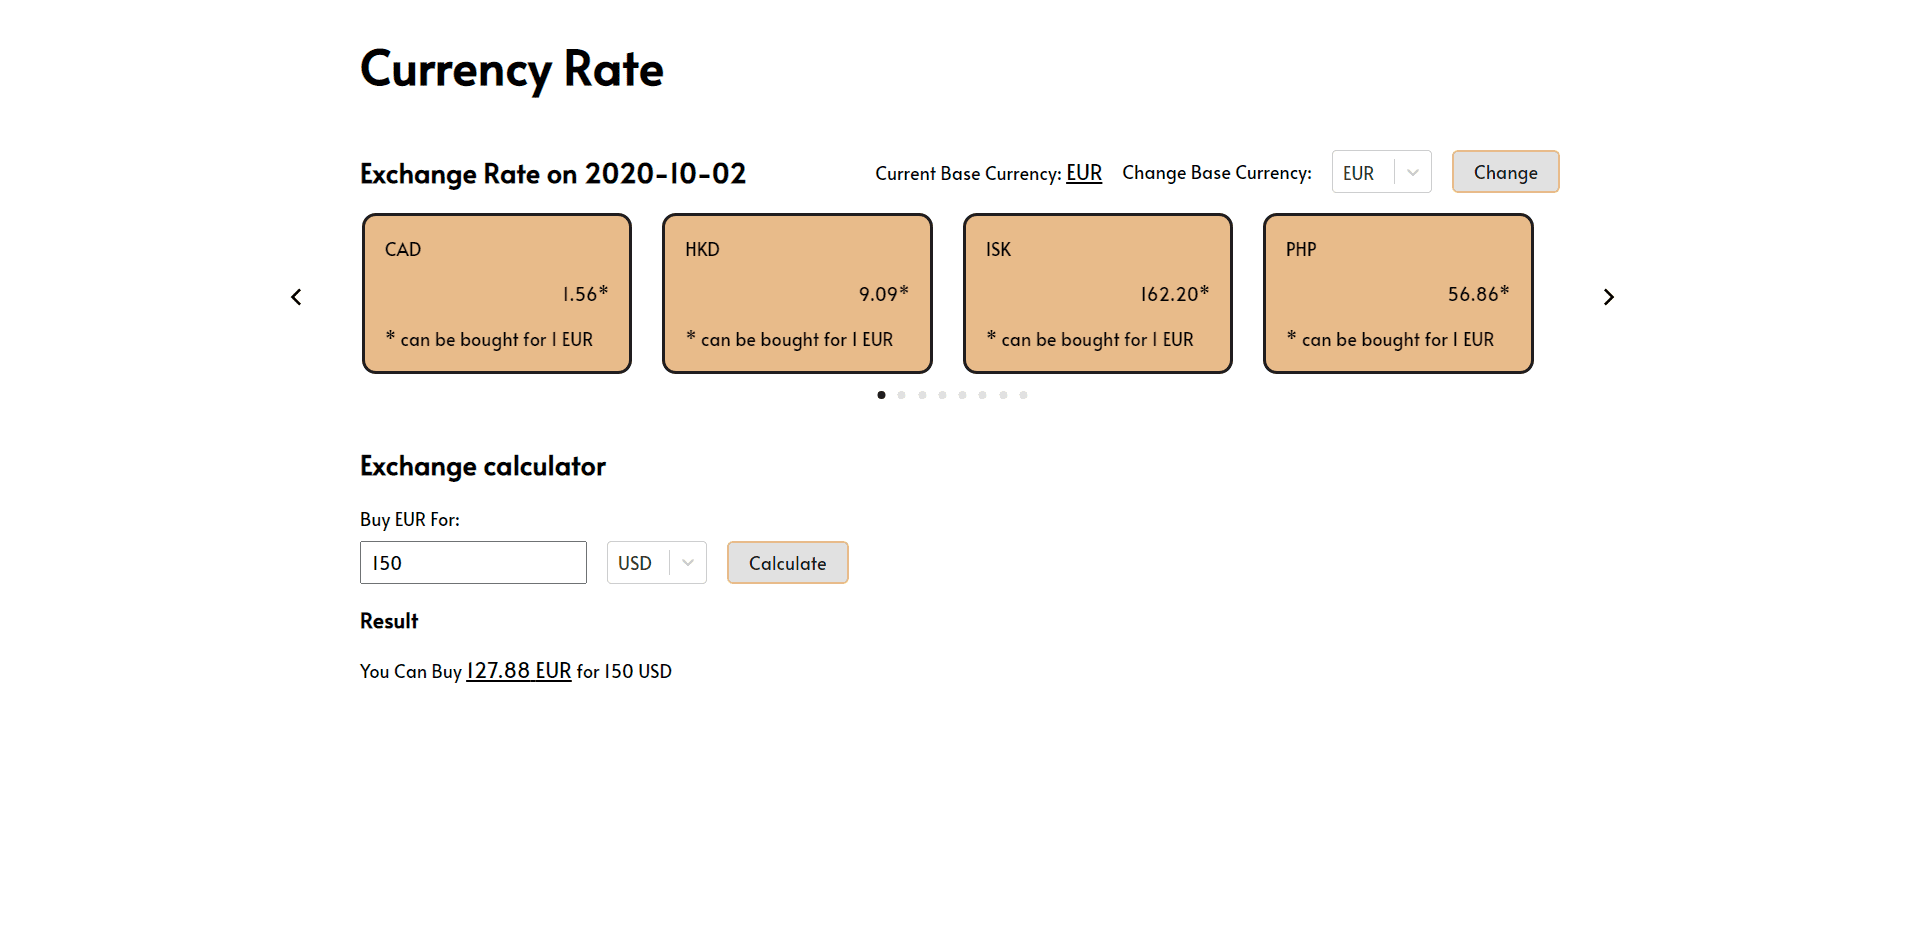 Currency Rate
Exchange Rate on 2020-10-02
Current Base Currency: EUR
Change Base Currency:
EUR
Change
CAD
1.56*
* can be bought for 1 EUR
HKD
9.09*
* can be bought for 1 EUR
ISK
162.20*
* can be bought for 1 EUR
PHP
56.86*
* can be bought for 1 EUR
Exchange calculator
Buy EUR For:
150
USD
Calculate
Result
You Can Buy 127.88 EUR for 150 USD